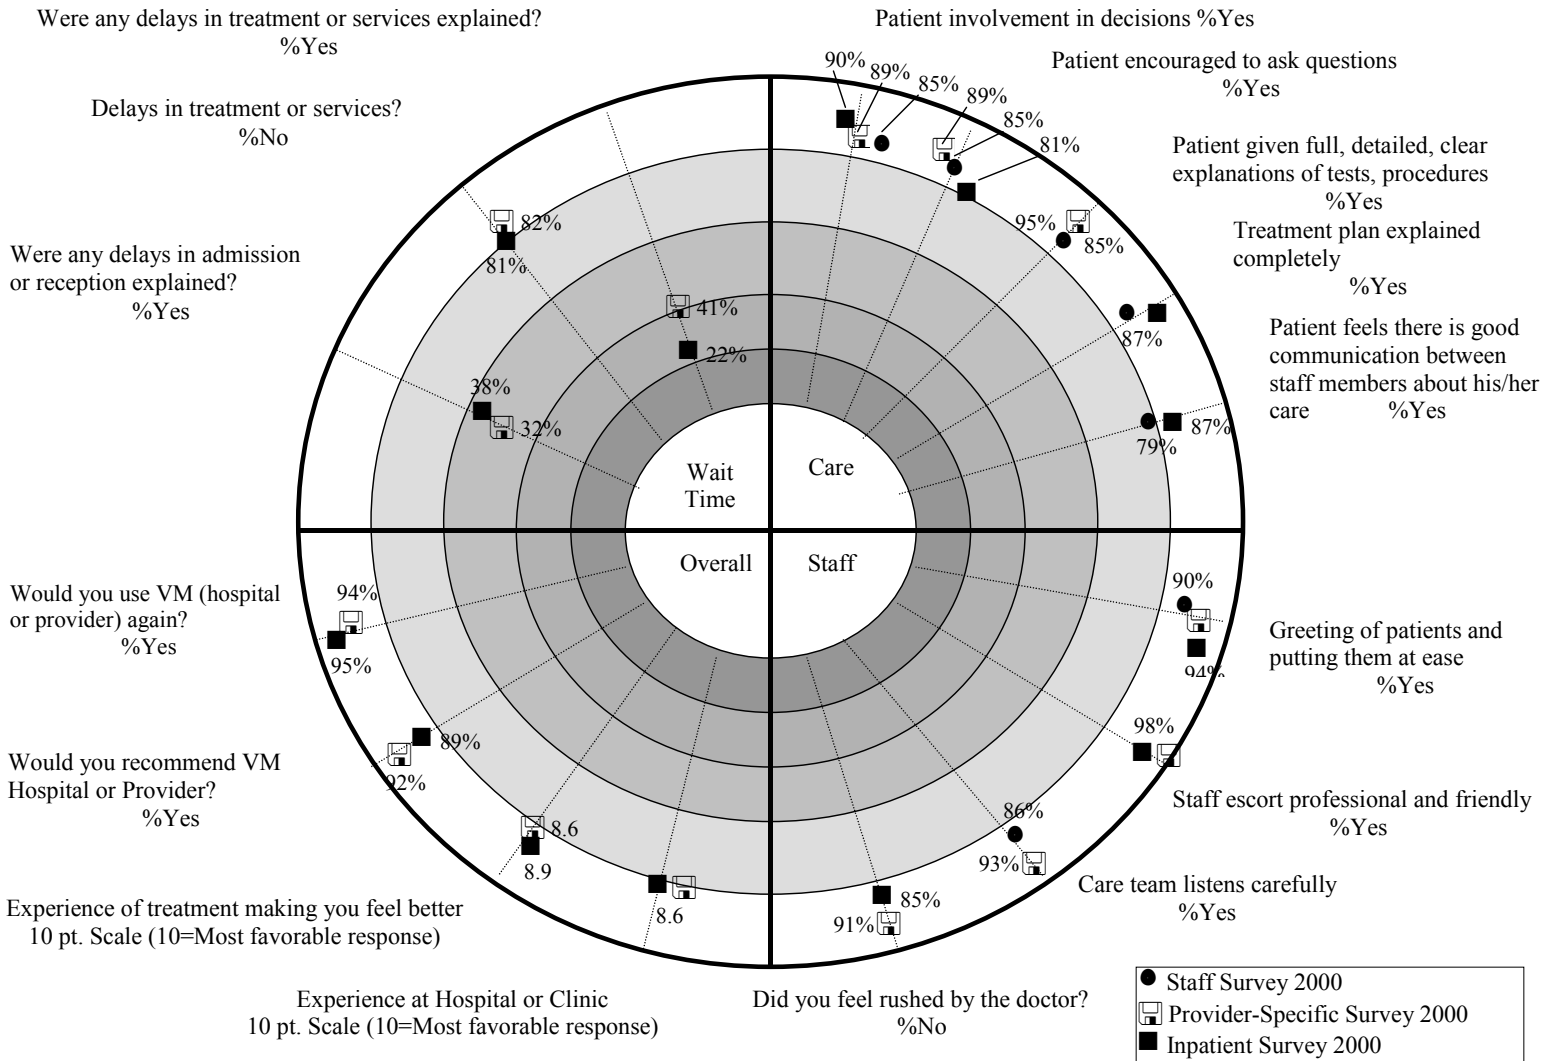 Were any delays in treatment or services explained?
%Yes
Patient involvement in decisions %Yes
Patient encouraged to ask questions
%Yes
90%
89%
85%
89%
85%
81%
Delays in treatment or services?
%No
Patient given full, detailed, clear
explanations of tests, procedures
%Yes
Treatment plan explained
completely
%Yes
82%
81%
95%
85%
Were any delays in admission
or reception explained?
%Yes
41%
22%
87%
Patient feels there is good
communication between
staff members about his/her
care %Yes
38%
32%
79%
87%
Wait
Time
Care
Overall
Staff
Would you use VM (hospital
or provider) again?
%Yes
94%
95%
90%
94%
Greeting of patients and
putting them at ease
%Yes
Would you recommend VM
Hospital or Provider?
%Yes
89%
92%
98%
Staff escort professional and friendly
%Yes
8.6
8.9
8.6
86%
93%
85%
91%
Care team listens carefully
%Yes
Experience of treatment making you feel better
10 pt. Scale (10=Most favorable response)
Experience at Hospital or Clinic
10 pt. Scale (10=Most favorable response)
Did you feel rushed by the doctor?
%No
Staff Survey 2000
Provider-Specific Survey 2000
Inpatient Survey 2000